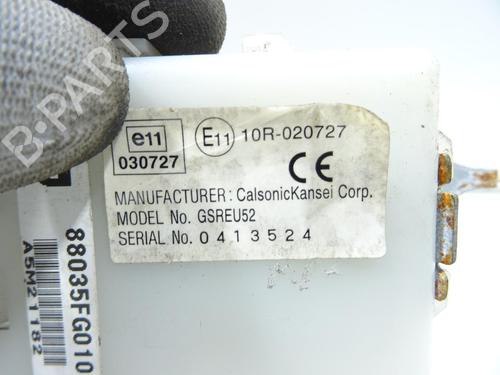 e11
030727
E11 10R-020727
CE
MANUFACTURER: CalsonicKansei Corp.
MODEL No. GSREU52
SERIAL No. 0413524
88035FG010
A5M21182
B-PARTS